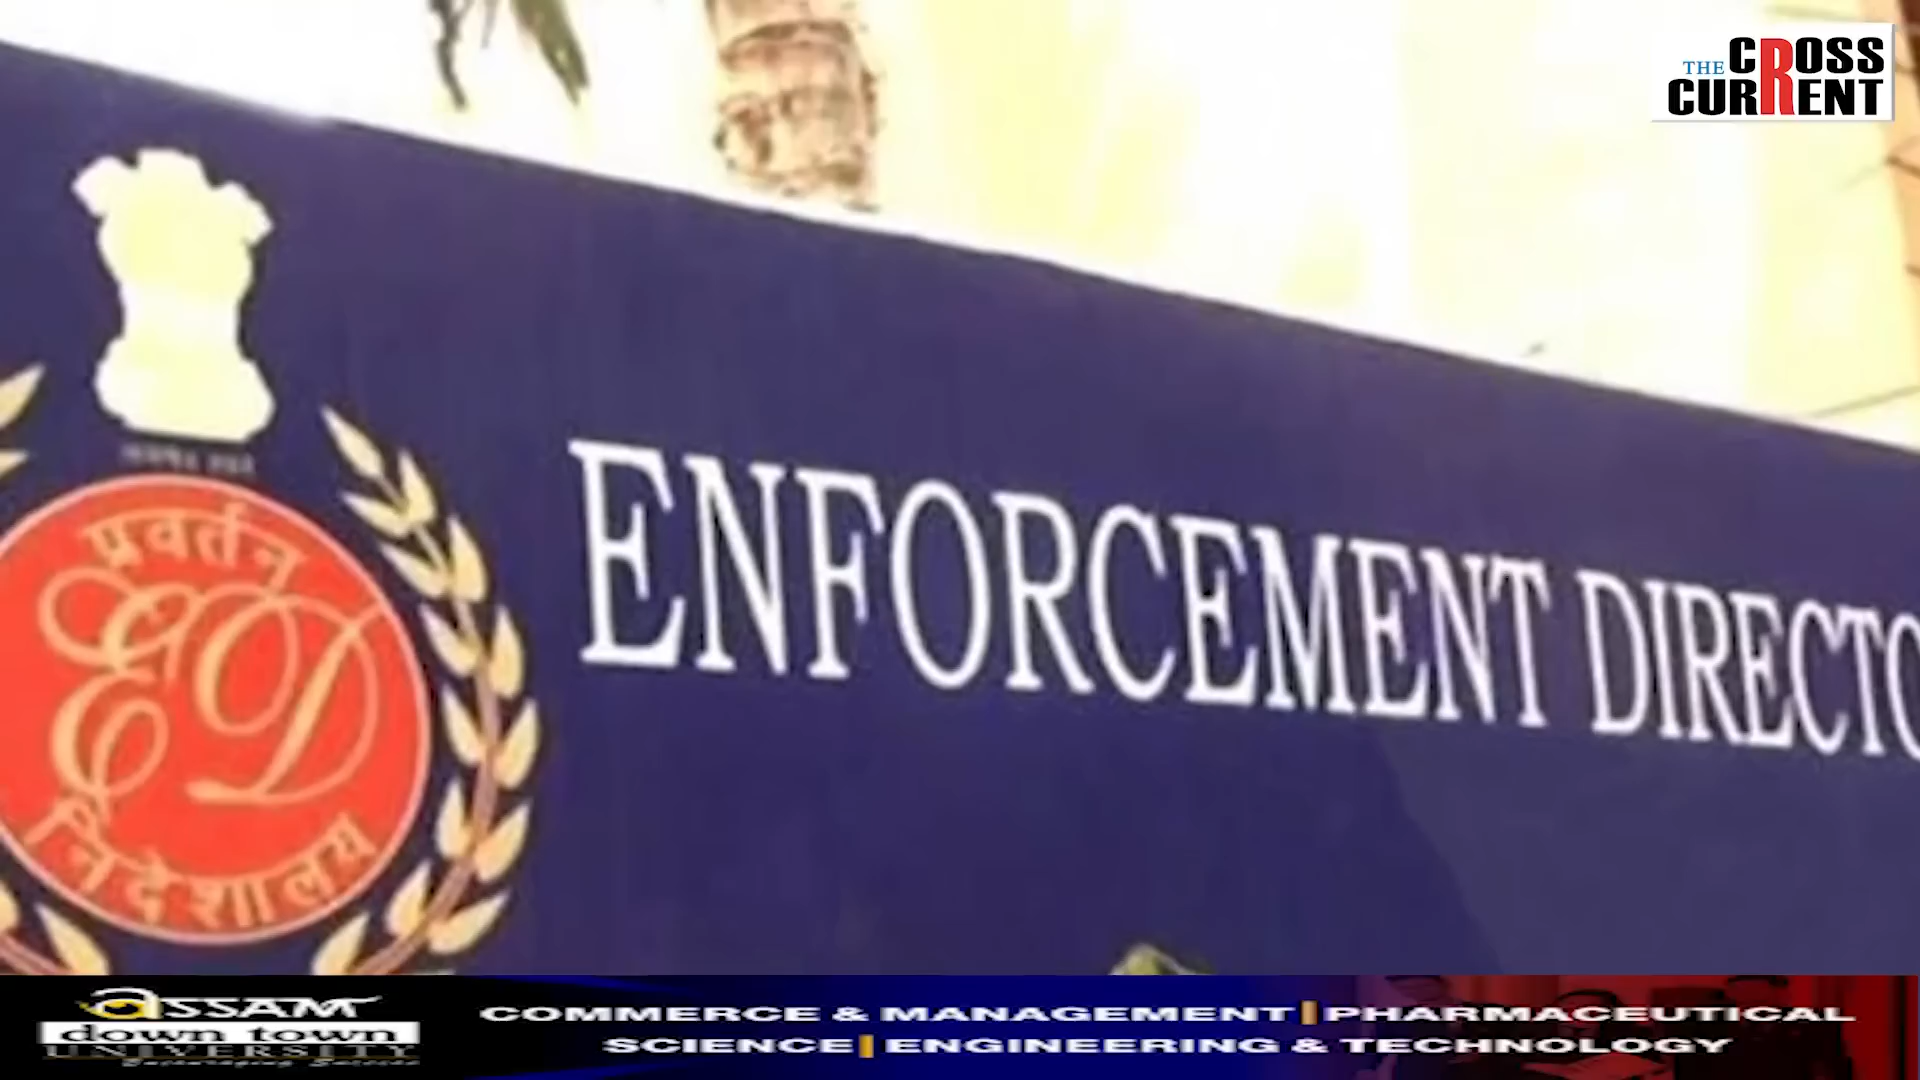 THE CROSS
CURRENT
प्रवर्तन
ED
निदेशालय
ENFORCEMENT DIRECTO
ASSAM
down town
UNIVERSITY
COMMERCE & MANAGEMENT | PHARMACEUTICAL
SCIENCE | ENGINEERING & TECHNOLOGY